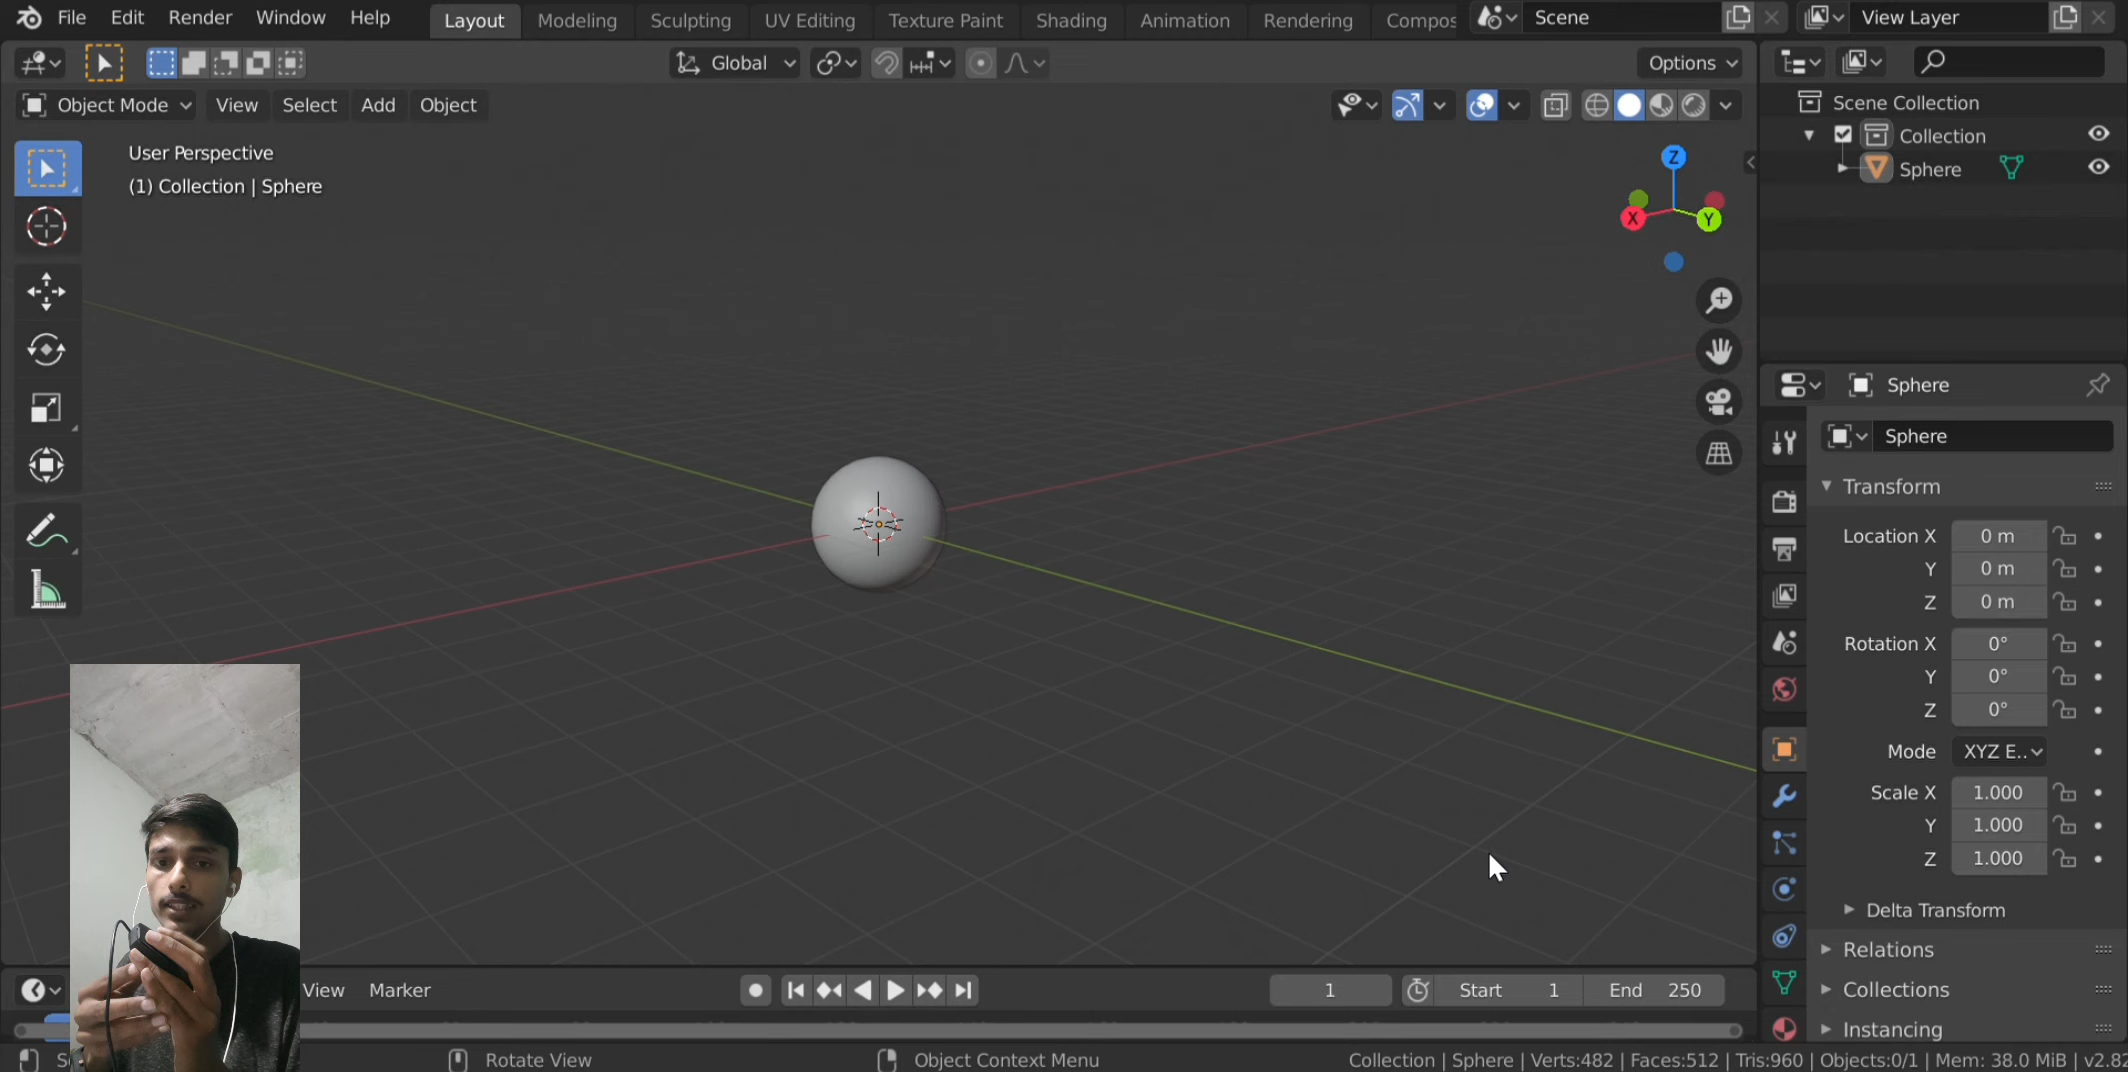 File Edit Render Window Help Layout Modeling Sculpting UV Editing Texture Paint Shading Animation Rendering Compos Scene View Layer
Global Options
Object Mode View Select Add Object
Scene Collection
Collection
Sphere
User Perspective
(1) Collection | Sphere
Z
X
Y
Sphere
Sphere
Transform
Location X 0 m
Y 0 m
Z 0 m
Rotation X 0°
Y 0°
Z 0°
Mode XYZ E..
Scale X 1.000
Y 1.000
Z 1.000
Delta Transform
Relations
Collections
Instancing
View Marker 1 Start 1 End 250
Rotate View Object Context Menu Collection | Sphere | Verts:482 | Faces:512 | Tris:960 | Objects:0/1 | Mem: 38.0 MiB | v2.82